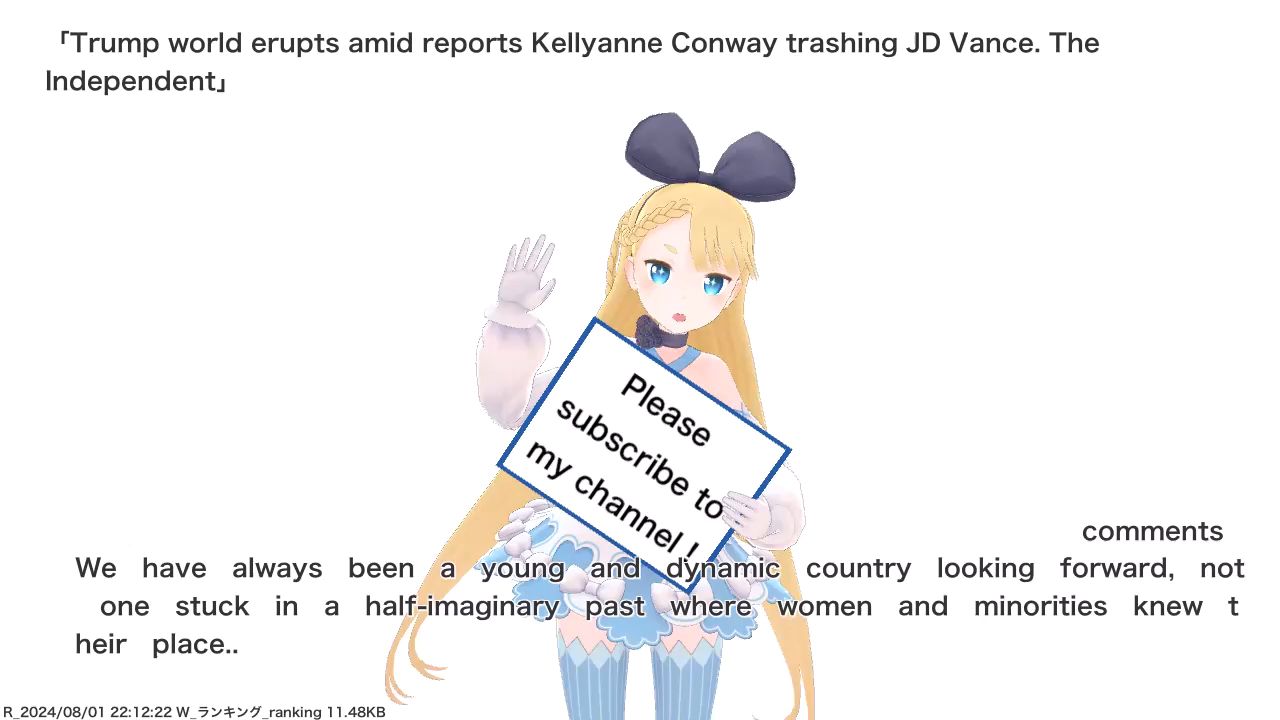 「Trump world erupts amid reports Kellyanne Conway trashing JD Vance. The
Independent」
Please
subscribe to
my channel !
comments
We have always been a young and dynamic country looking forward, not
one stuck in a half-imaginary past where women and minorities knew t
heir place..
R_2024/08/01 22:12:22 W_ランキング_ranking 11.48KB